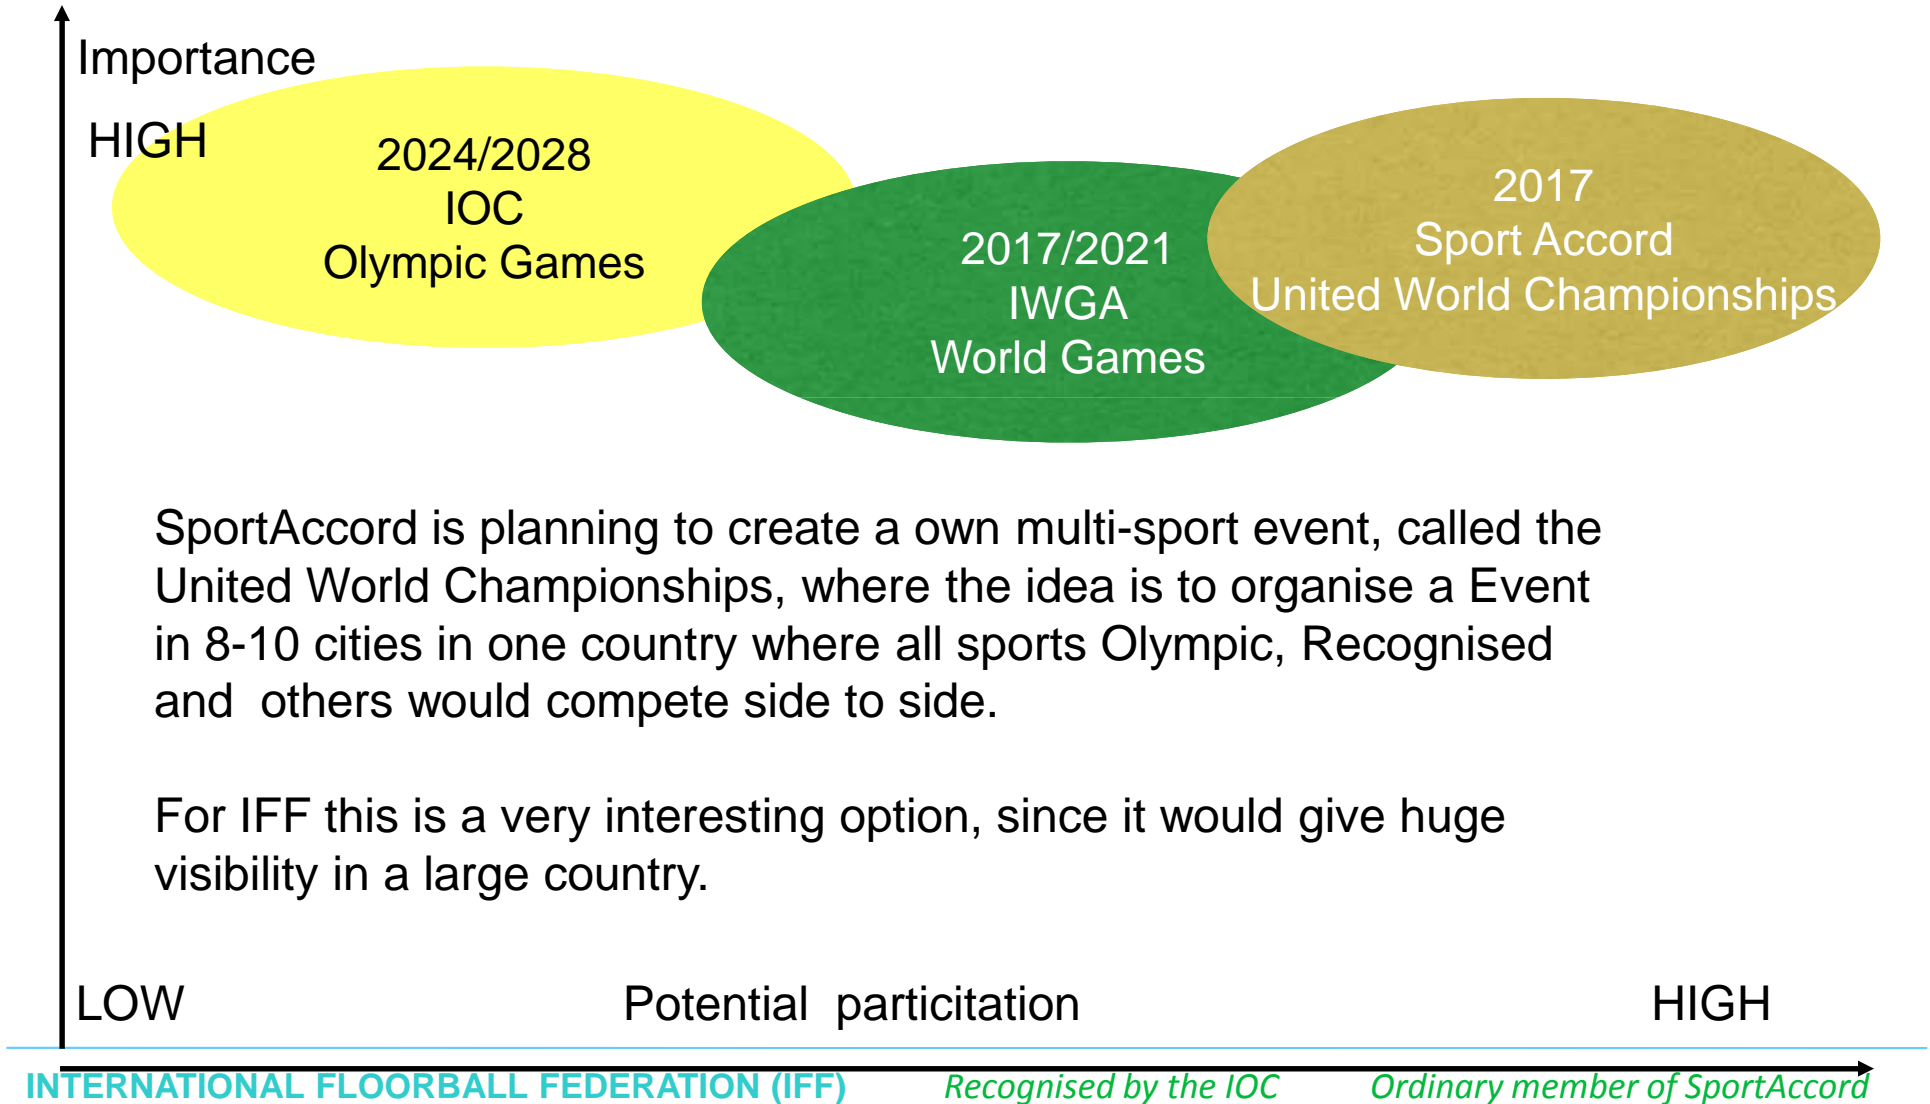 Importance
HIGH
2024/2028
IOC
Olympic Games
2017/2021
IWGA
World Games
2017
Sport Accord
United World Championships
SportAccord is planning to create a own multi-sport event, called the
United World Championships, where the idea is to organise a Event
in 8-10 cities in one country where all sports Olympic, Recognised
and  others would compete side to side.
For IFF this is a very interesting option, since it would give huge
visibility in a large country.
LOW
Potential  particitation
HIGH
INTERNATIONAL FLOORBALL FEDERATION (IFF)
Recognised by the IOC
Ordinary member of SportAccord